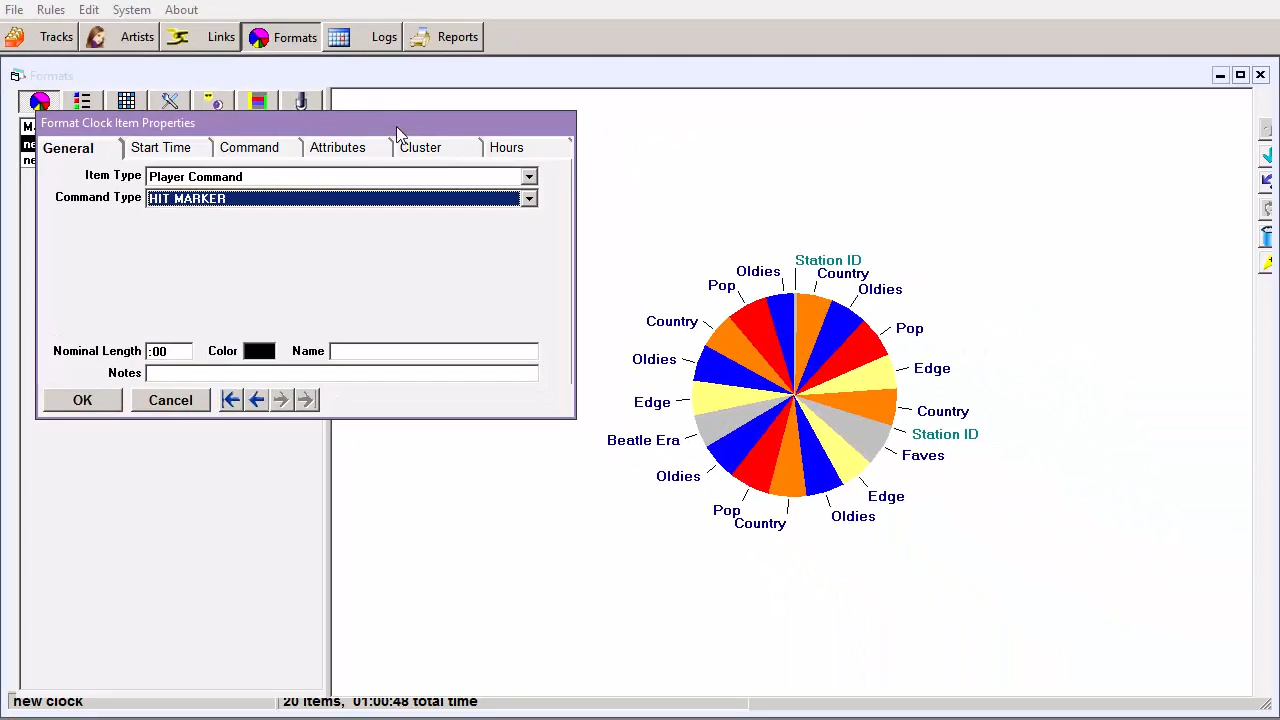 File Rules Edit System About
Tracks Artists Links Formats Logs Reports
Formats
Format Clock Item Properties
General Start Time Command Attributes Cluster Hours
Item Type Player Command
Command Type HIT MARKER
Nominal Length :00 Color Name
Notes
OK Cancel
Station ID
Oldies Country
Pop Oldies
Country Pop
Oldies Edge
Edge Country
Beatle Era Station ID
Oldies Faves
Pop Edge
Country Oldies
new clock 20 items, 01:00:48 total time